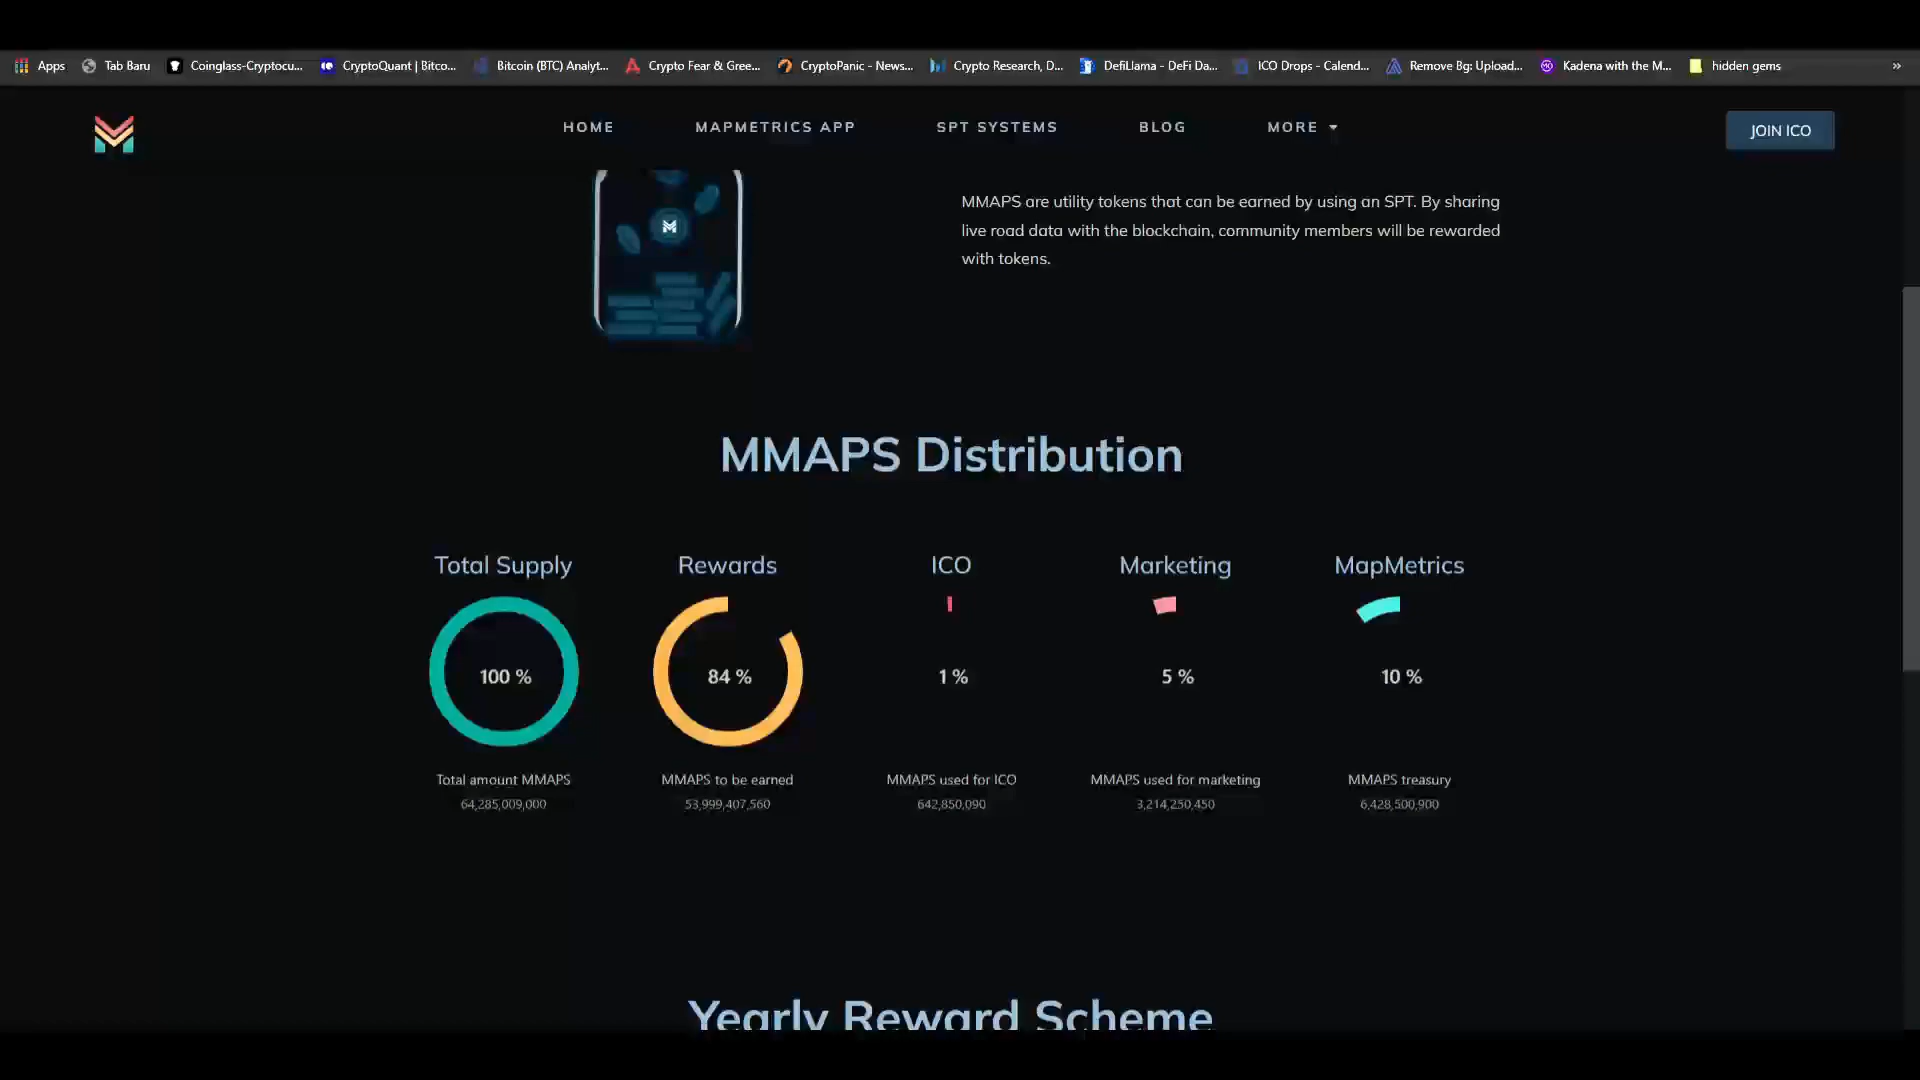 Apps Tab Baru Coinglass-Cryptocu... CryptoQuant | Bitco... Bitcoin (BTC) Analyt... Crypto Fear & Gree... CryptoPanic - News... Crypto Research, D... DefiLlama - DeFi Da... ICO Drops - Calend... Remove Bg: Upload... Kadena with the M... hidden gems »
HOME MAPMETRICS APP SPT SYSTEMS BLOG MORE JOIN ICO
MMAPS are utility tokens that can be earned by using an SPT. By sharing
live road data with the blockchain, community members will be rewarded
with tokens.
MMAPS Distribution
Total Supply Rewards ICO Marketing MapMetrics
100 % 84 % 1 % 5 % 10 %
Total amount MMAPS MMAPS to be earned MMAPS used for ICO MMAPS used for marketing MMAPS treasury
64,285,009,000 53,999,407,560 642,850,090 3,214,250,450 6,428,500,900
Yearly Reward Scheme